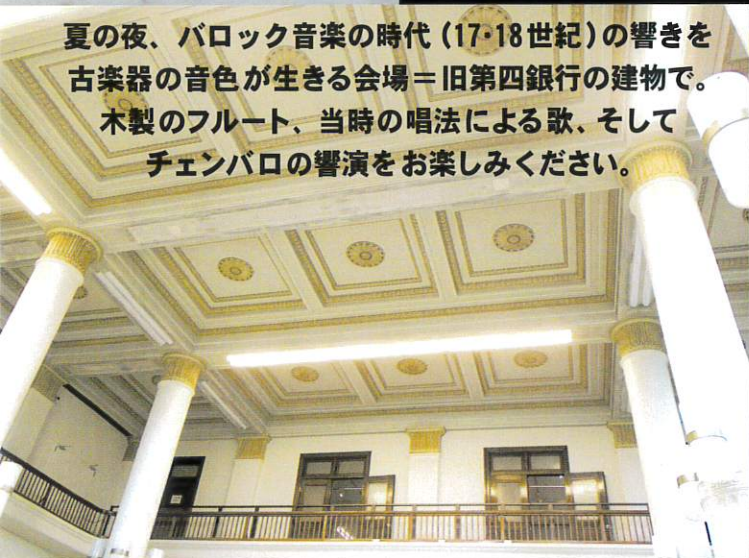 夏の夜、バロック音楽の時代（17・18世紀）の響きを
古楽器の音色が生きる会場＝旧第四銀行の建物で。
木製のフルート、当時の唱法による歌、そして
チェンバロの響演をお楽しみください。